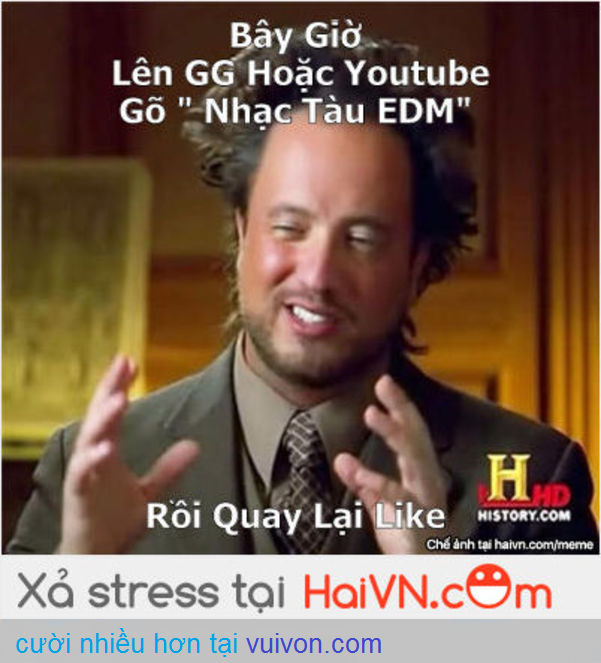 Bây Giờ
Lên GG Hoặc Youtube
Gõ " Nhạc Tàu EDM"
Rồi Quay Lại Like
H
HD
HISTORY.COM
Chế ảnh tại haivn.com/meme
Xả stress tại HaiVN.com
cười nhiều hơn tại vuivon.com